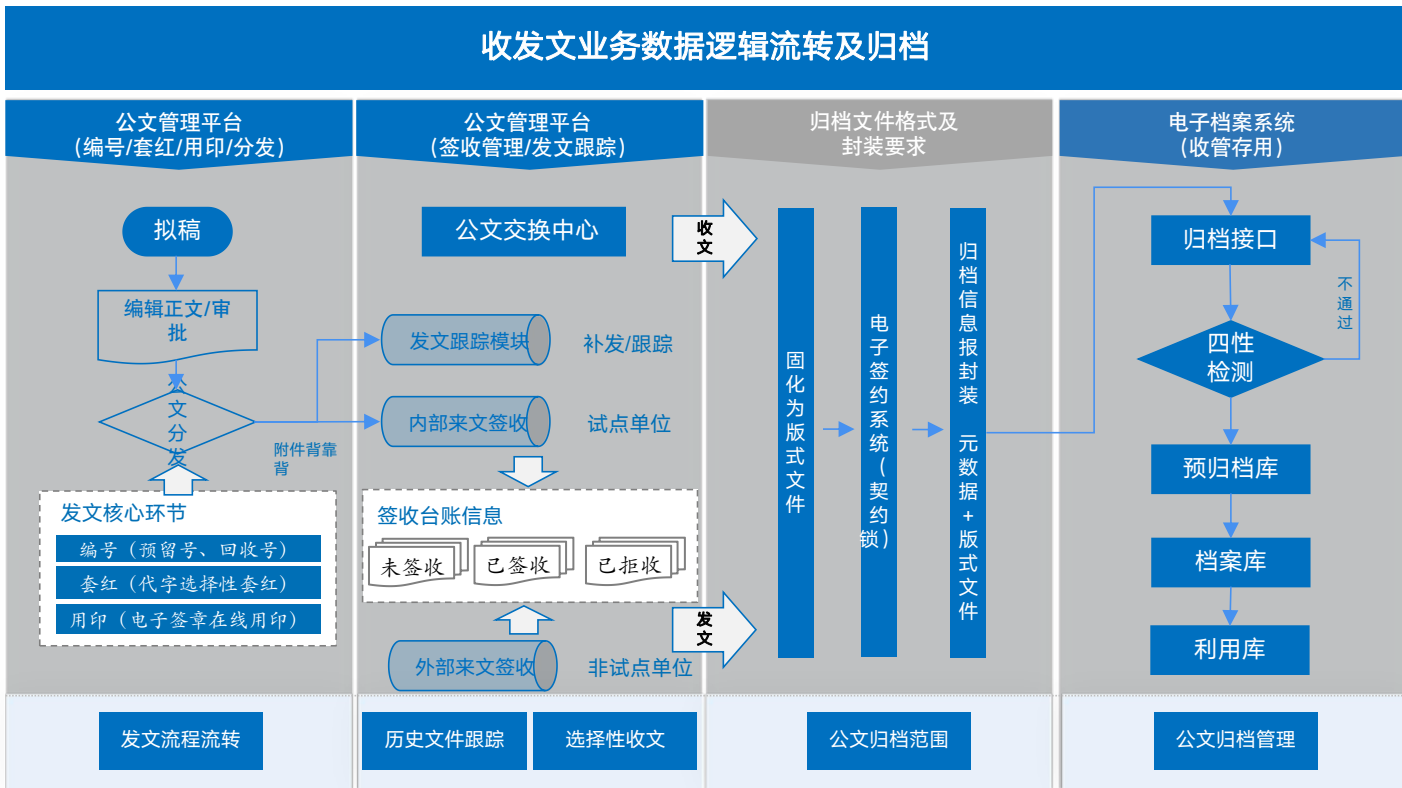 收发文业务数据逻辑流转及归档
公文管理平台
(编号/套红/用印/分发)
拟稿
编辑正文/审
批
公
文
分
发
附件背靠
背
发文核心环节
编号（预留号、回收号）
套红（代字选择性套红）
用印（电子签章在线用印）
发文流程流转
公文管理平台
(签收管理/发文跟踪)
公文交换中心
发文跟踪模块
补发/跟踪
内部来文签收
试点单位
签收台账信息
未签收
已签收
已拒收
外部来文签收
非试点单位
历史文件跟踪
选择性收文
收
文
发
文
归档文件格式及
封装要求
固化为版式文件
电子签约系统(契约锁)
归档信息报封装 元数据+版式文件
公文归档范围
电子档案系统
(收管存用)
归档接口
不通过
四性
检测
预归档库
档案库
利用库
公文归档管理